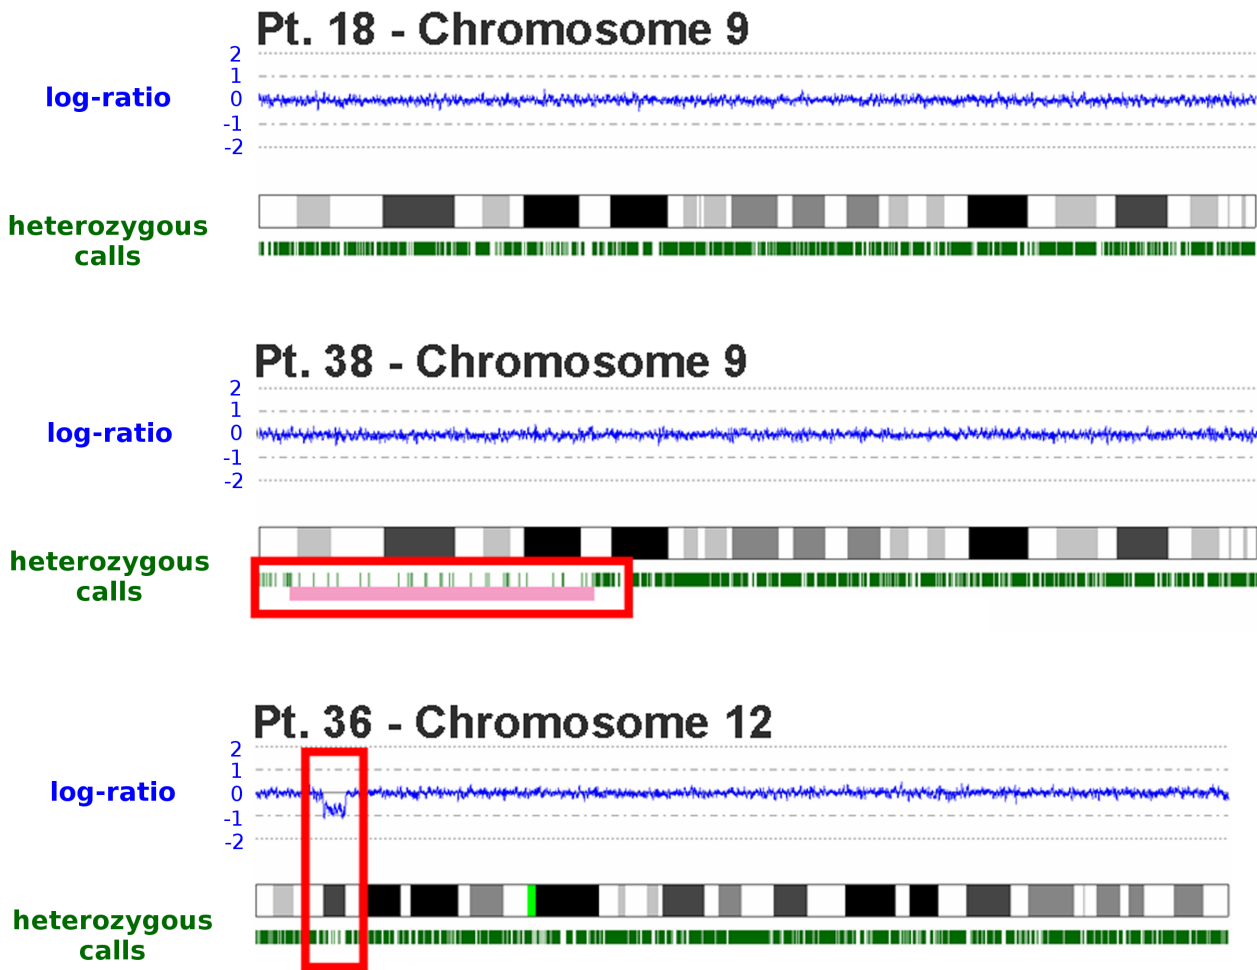 Pt. 18 - Chromosome 9
2
1
log-ratio
0
-1
-2
heterozygous
calls
Pt. 38 - Chromosome 9
2
1
log-ratio
0
-1
-2
heterozygous
calls
Pt. 36 - Chromosome 12
2
1
log-ratio
0
-1
-2
heterozygous
calls